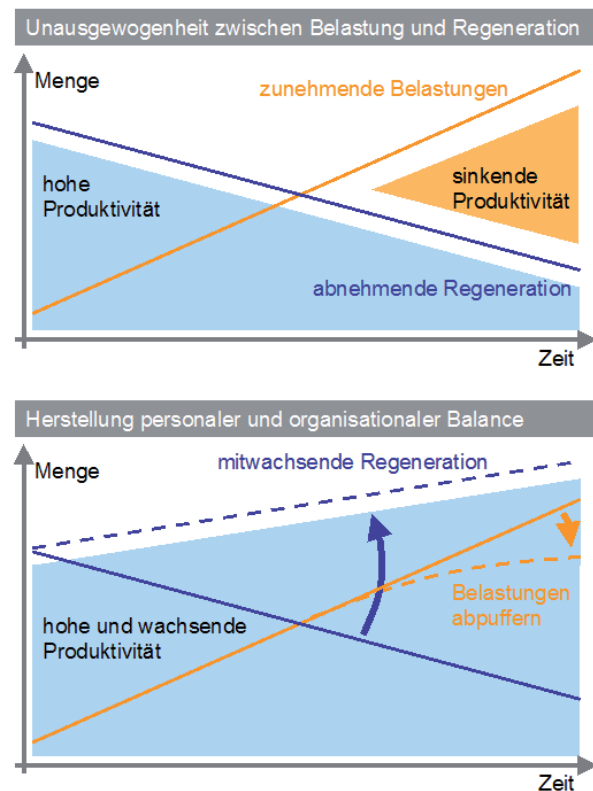 Unausgewogenheit zwischen Belastung und Regeneration
Menge
zunehmende Belastungen
hohe
Produktivität
sinkende
Produktivität
abnehmende Regeneration
Zeit
Herstellung personaler und organisationaler Balance
Menge
mitwachsende Regeneration
Belastungen
abpuffern
hohe und wachsende
Produktivität
Zeit